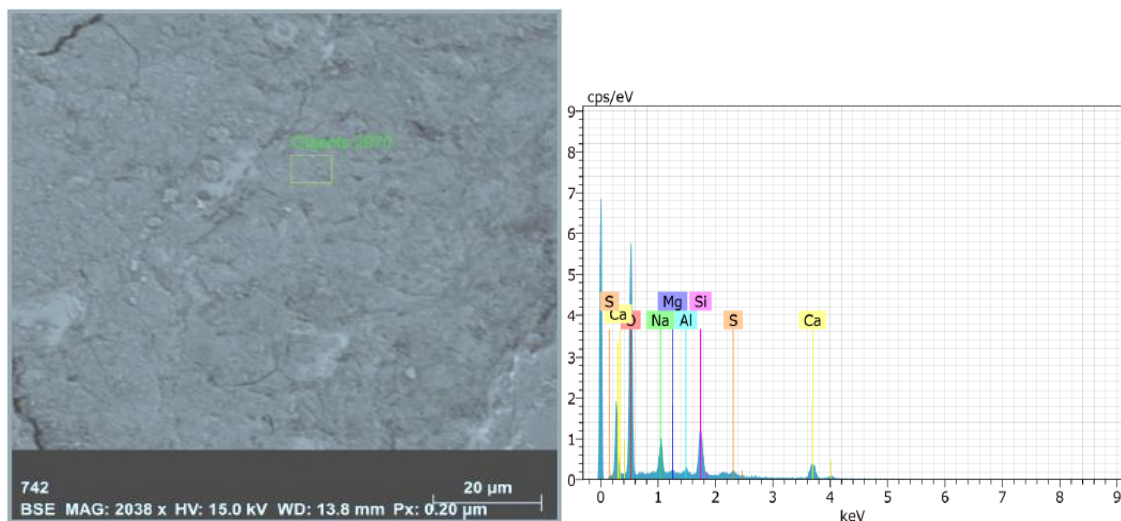 Objects 2970
742
BSE MAG: 2038 x HV: 15.0 kV WD: 13.8 mm Px: 0.20 µm
20 µm
cps/eV
9
8
7
6
5
4
3
2
1
0
S
Ca
O
Na
Mg
Al
Si
S
Ca
0 1 2 3 4 5 6 7 8 9
keV